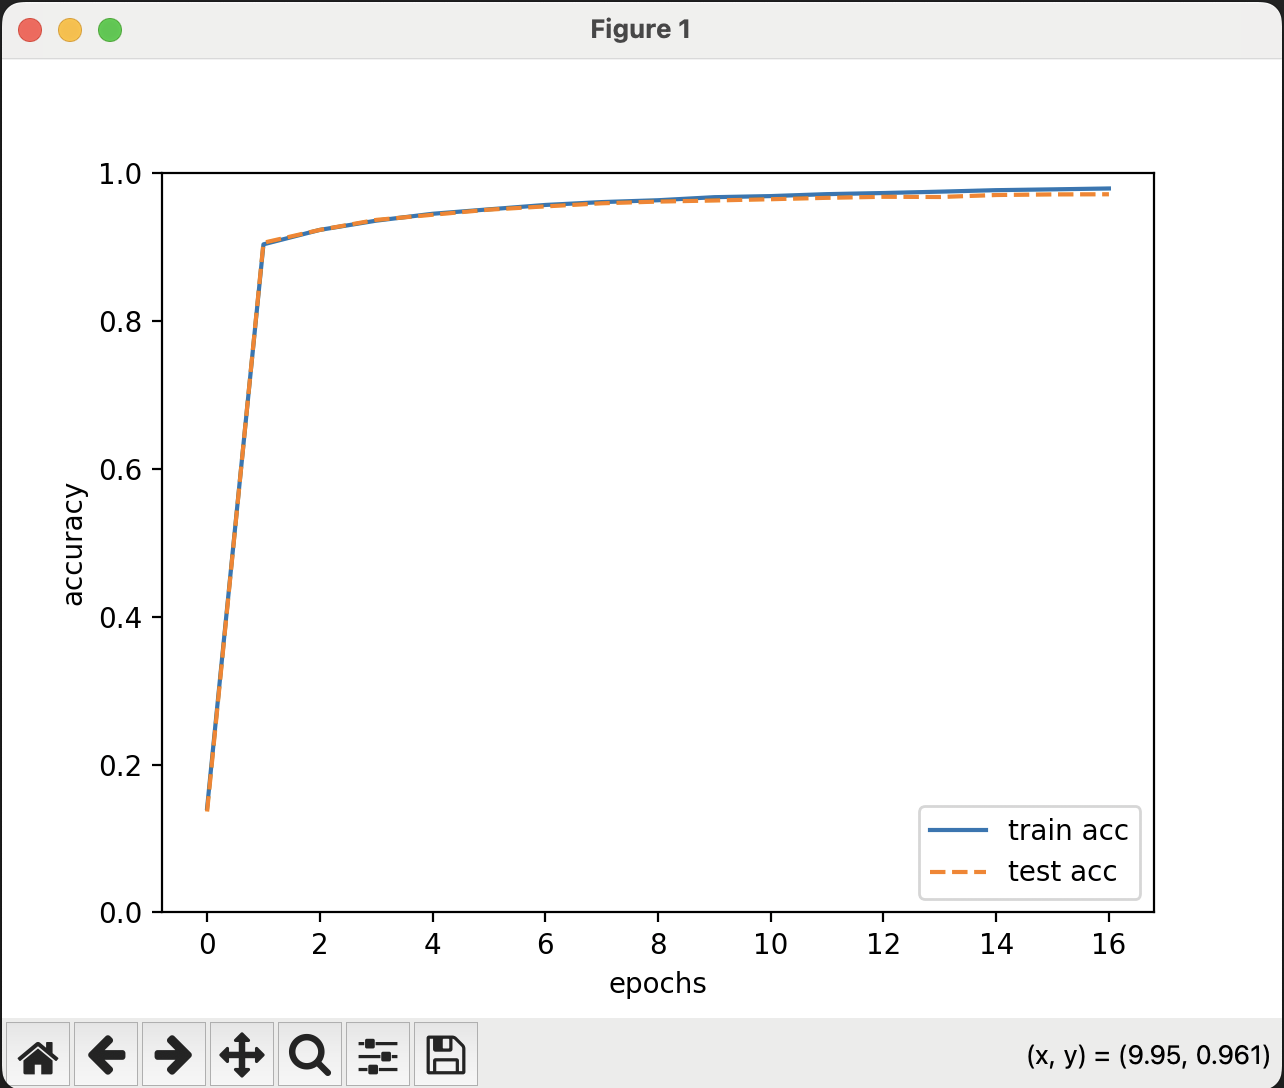 Figure 1
1.0
0.8
0.6
0.4
0.2
0.0
accuracy
train acc
test acc
0 2 4 6 8 10 12 14 16
epochs
(x, y) = (9.95, 0.961)